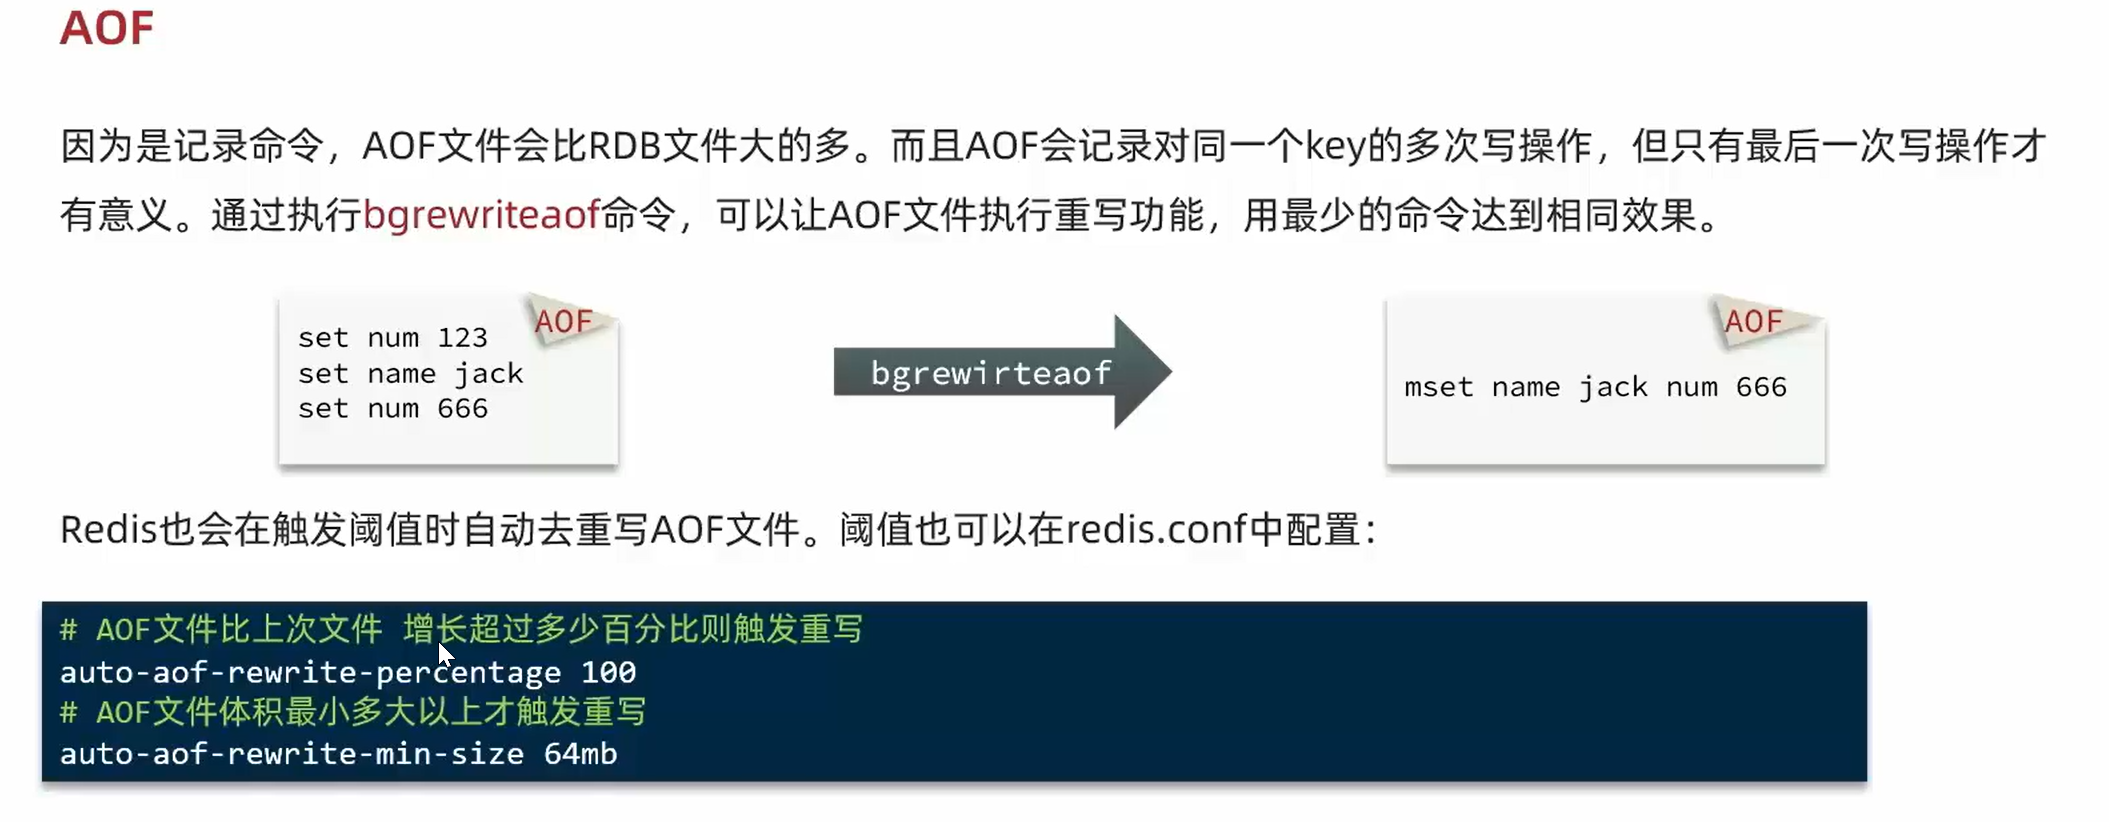 AOF
因为是记录命令，AOF文件会比RDB文件大的多。而且AOF会记录对同一个key的多次写操作，但只有最后一次写操作才
有意义。通过执行bgrewriteaof命令，可以让AOF文件执行重写功能，用最少的命令达到相同效果。
AOF
set num 123
set name jack
set num 666
bgrewirteaof
AOF
mset name jack num 666
Redis也会在触发阈值时自动去重写AOF文件。阈值也可以在redis.conf中配置：
# AOF文件比上次文件 增长超过多少百分比则触发重写
auto-aof-rewrite-percentage 100
# AOF文件体积最小多大以上才触发重写
auto-aof-rewrite-min-size 64mb